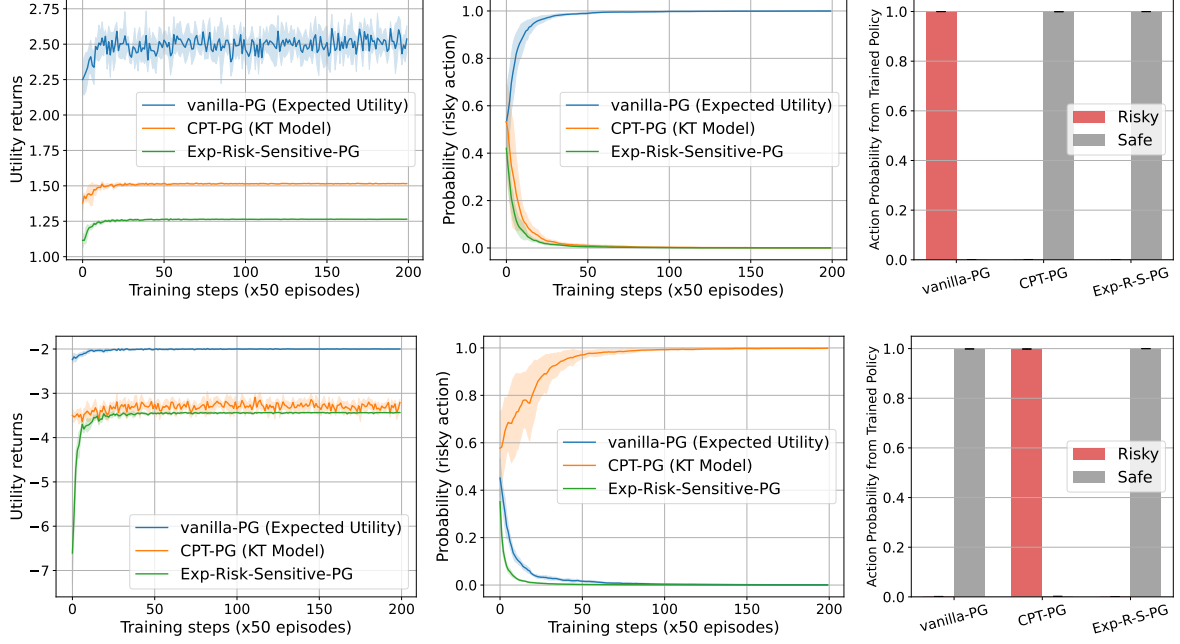 2.75
2.50
2.25
2.00
1.75
1.50
1.25
1.00
Utility returns
vanilla-PG (Expected Utility)
CPT-PG (KT Model)
Exp-Risk-Sensitive-PG
0 50 100 150 200
Training steps (x50 episodes)
1.0
0.8
0.6
0.4
0.2
0.0
Probability (risky action)
vanilla-PG (Expected Utility)
CPT-PG (KT Model)
Exp-Risk-Sensitive-PG
0 50 100 150 200
Training steps (x50 episodes)
1.0
0.8
0.6
0.4
0.2
0.0
Action Probability from Trained Policy
Risky
Safe
vanilla-PG CPT-PG Exp-R-S-PG
−2
−3
−4
−5
−6
−7
Utility returns
vanilla-PG (Expected Utility)
CPT-PG (KT Model)
Exp-Risk-Sensitive-PG
0 50 100 150 200
Training steps (x50 episodes)
1.0
0.8
0.6
0.4
0.2
0.0
Probability (risky action)
vanilla-PG (Expected Utility)
CPT-PG (KT Model)
Exp-Risk-Sensitive-PG
0 50 100 150 200
Training steps (x50 episodes)
1.0
0.8
0.6
0.4
0.2
0.0
Action Probability from Trained Policy
Risky
Safe
vanilla-PG CPT-PG Exp-R-S-PG